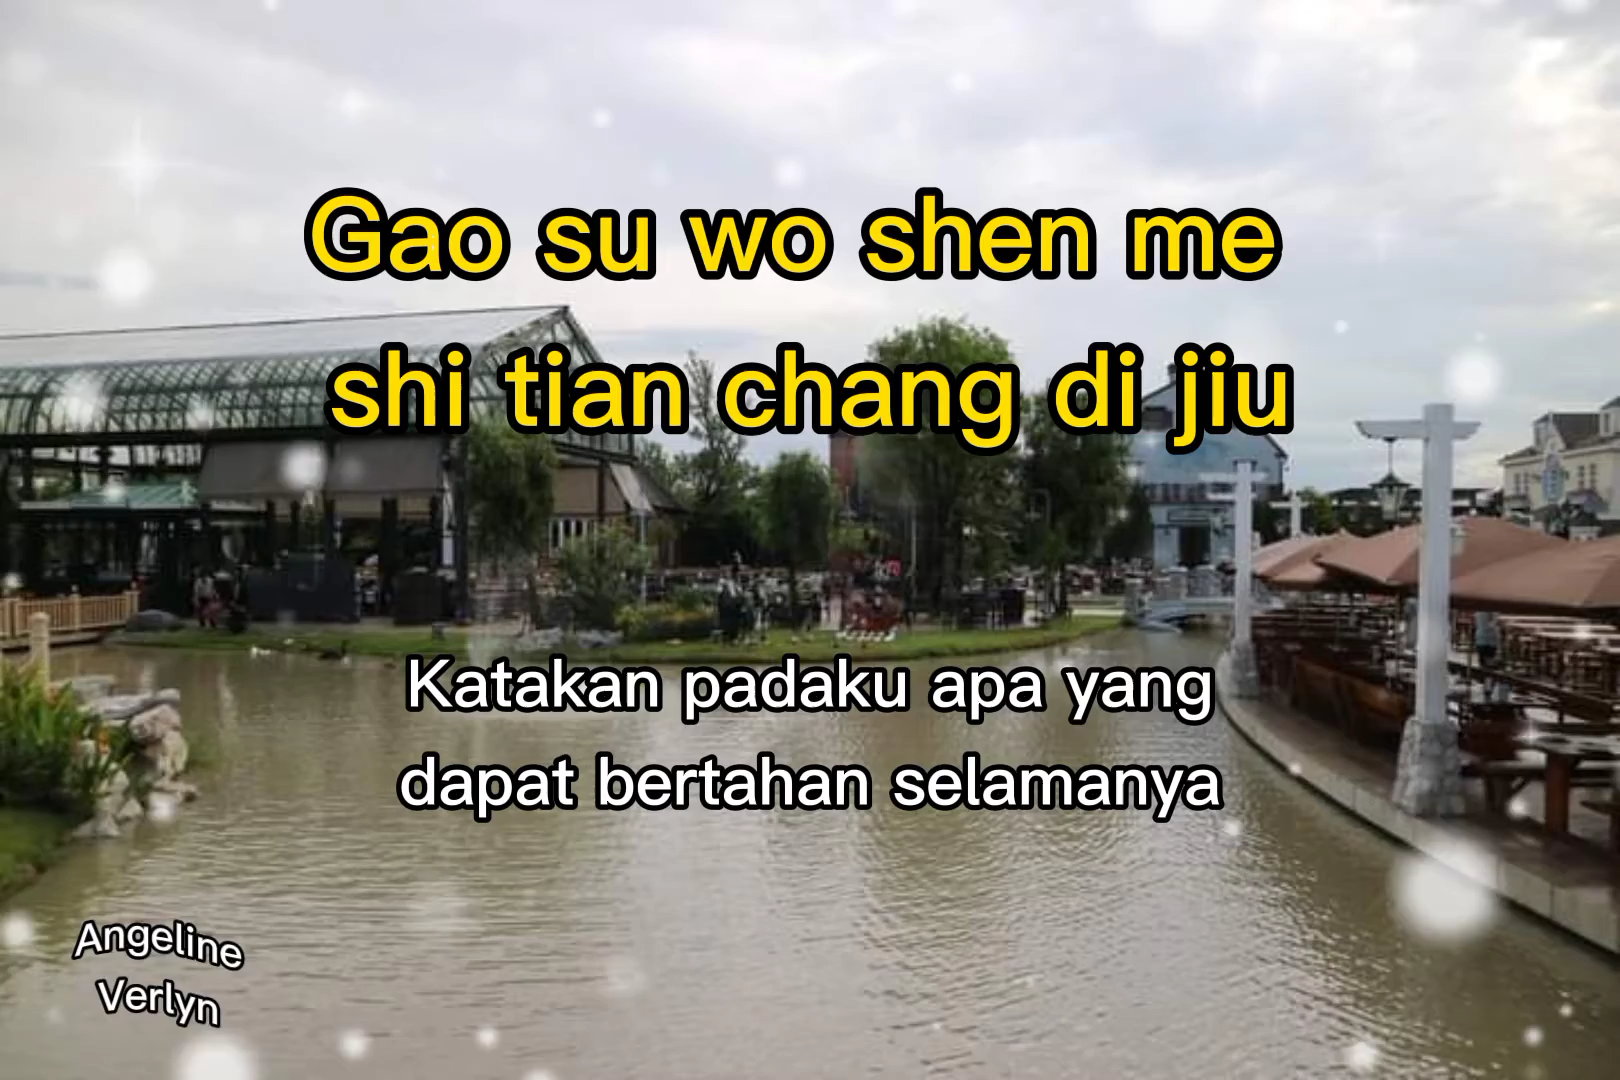 Gao su wo shen me
shi tian chang di jiu
Katakan padaku apa yang
dapat bertahan selamanya
Angeline
Verlyn